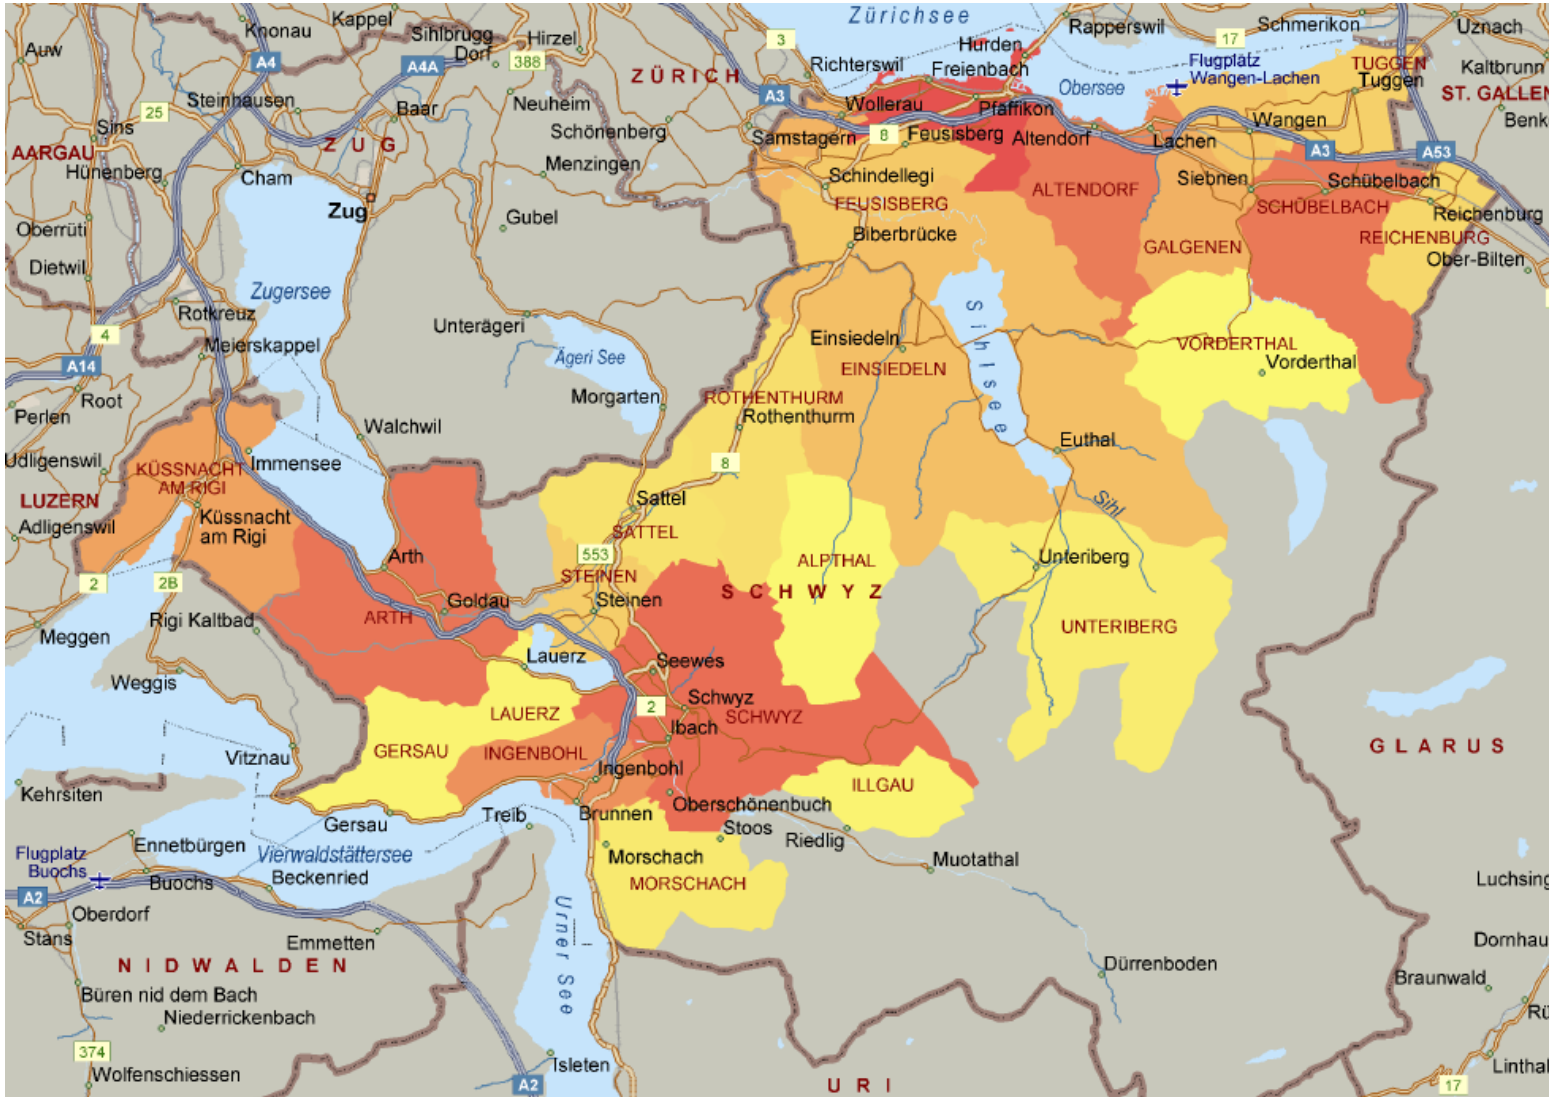 Zürichsee
Kappel
Knonau
Sihlbrugg
Dorf
Hirzel
Auw
A4
A4A
388
3
Rapperswil
17
Schmerikon
Uznach
Hurden
Richterswil
Freienbach
ZÜRICH
Obersee
Flugplatz
Wangen-Lachen
TUGGEN
Tuggen
Kaltbrunn
ST. GALLEN
Steinhausen
Baar
Neuheim
A3
Wollerau
Pfäffikon
25
Sins
Schönenberg
Samstagern
8
Feusisberg
Altendorf
Lachen
Wangen
A3
A53
Benk
AARGAU
Z U G
Hünenberg
Cham
Menzingen
Schindellegi
ALTENDORF
Siebnen
Schübelbach
Zug
Gubel
FEUSISBERG
SCHÜBELBACH
Reichenburg
Oberrüti
Biberbrücke
GALGENEN
REICHENBURG
Ober-Bilten
Dietwil
Zugersee
Rotkreuz
Unterägeri
Sihlsee
4
Meierskappel
Ägeri See
Einsiedeln
VORDERTHAL
Vorderthal
A14
EINSIEDELN
Root
Morgarten
ROTHENTHURM
Rothenthurm
Perlen
Walchwil
Euthal
Udligenswil
Immensee
KÜSSNACHT
AM RIGI
8
LUZERN
Sattel
Sihl
Küssnacht
am Rigi
Adligenswil
SATTEL
553
Arth
STEINEN
ALPTHAL
Unteriberg
2
2B
Goldau
Steinen
S C H W Y Z
Rigi Kaltbad
ARTH
UNTERIBERG
Meggen
Lauerz
Seewes
Weggis
2
Schwyz
LAUERZ
SCHWYZ
Ibach
Vitznau
GERSAU
INGENBOHL
G L A R U S
Ingenbohl
ILLGAU
Kehrsiten
Oberschönenbuch
Brunnen
Gersau
Treib
Stoos
Riedlig
Ennetbürgen
Vierwaldstättersee
Morschach
Muotathal
Flugplatz
Buochs
Buochs
Beckenried
MORSCHACH
Luchsing
A2
Oberdorf
Urner See
Stans
Emmetten
Dornhau
N I D W A L D E N
Dürrenboden
Braunwald
Büren nid dem Bach
Niederrickenbach
Rü
374
Isleten
Linthal
Wolfenschiessen
A2
U R I
17